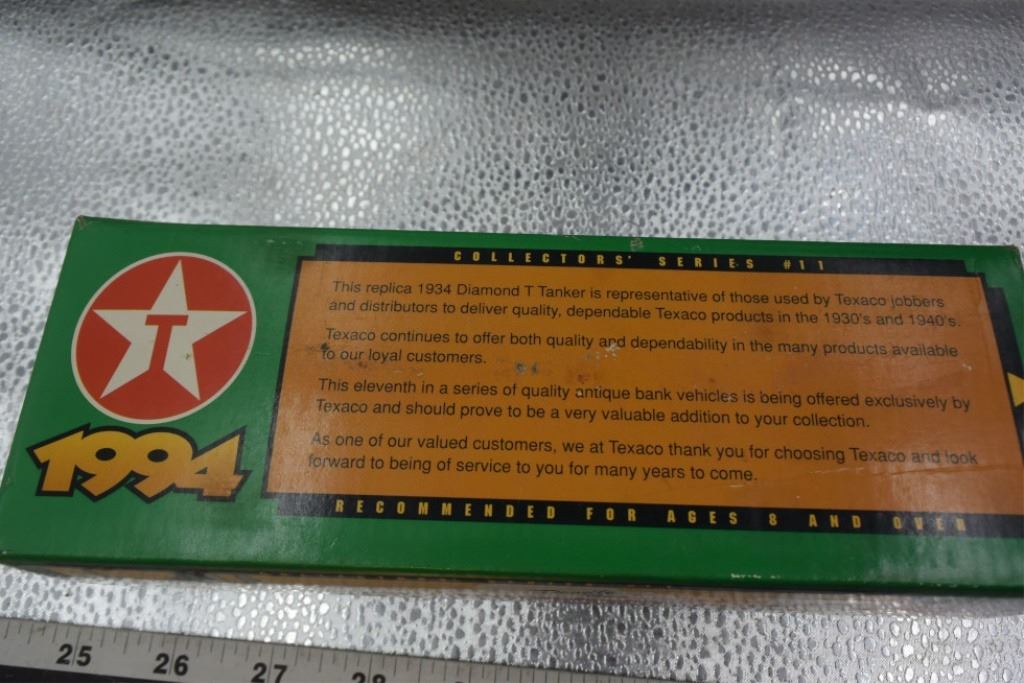 COLLECTORS' SERIES #11
This replica 1934 Diamond T Tanker is representative of those used by Texaco jobbers
and distributors to deliver quality, dependable Texaco products in the 1930's and 1940's.
Texaco continues to offer both quality and dependability in the many products available
to our loyal customers.
This eleventh in a series of quality antique bank vehicles is being offered exclusively by
Texaco and should prove to be a very valuable addition to your collection.
As one of our valued customers, we at Texaco thank you for choosing Texaco and look
forward to being of service to you for many years to come.
RECOMMENDED FOR AGES 8 AND OVER
T
1994
25 26 27 28